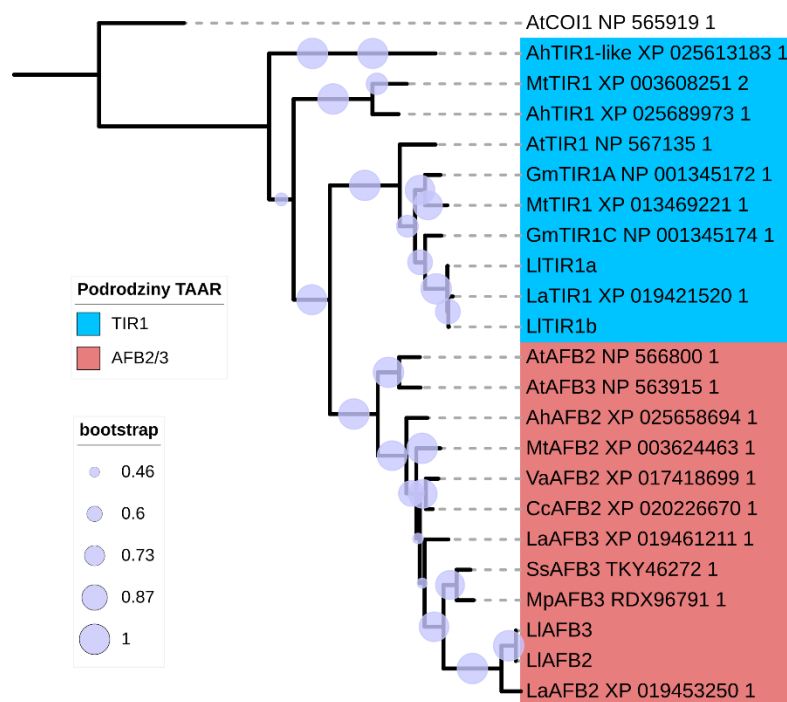 AtCOI1 NP 565919 1
AhTIR1-like XP 025613183 1
MtTIR1 XP 003608251 2
AhTIR1 XP 025689973 1
AtTIR1 NP 567135 1
GmTIR1A NP 001345172 1
MtTIR1 XP 013469221 1
GmTIR1C NP 001345174 1
LlTIR1a
LaTIR1 XP 019421520 1
LlTIR1b
AtAFB2 NP 566800 1
AtAFB3 NP 563915 1
AhAFB2 XP 025658694 1
MtAFB2 XP 003624463 1
VaAFB2 XP 017418699 1
CcAFB2 XP 020226670 1
LaAFB3 XP 019461211 1
SsAFB3 TKY46272 1
MpAFB3 RDX96791 1
LlAFB3
LlAFB2
LaAFB2 XP 019453250 1
Podrodziny TAAR
TIR1
AFB2/3
bootstrap
0.46
0.6
0.73
0.87
1